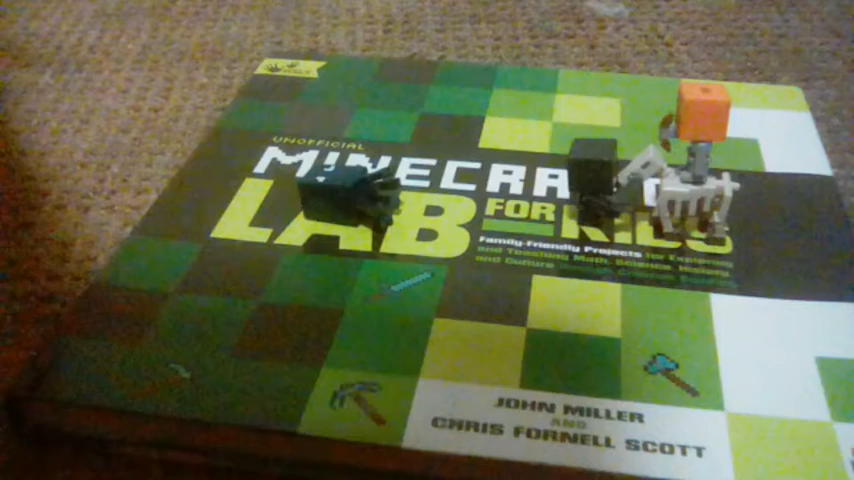 UNOFFICIAL
MINECRA
LAB FOR KIDS
Family-Friendly Projects for Exploring
and Teaching Math, Science, History,
and Culture
JOHN MILLER
AND
CHRIS FORNELL SCOTT